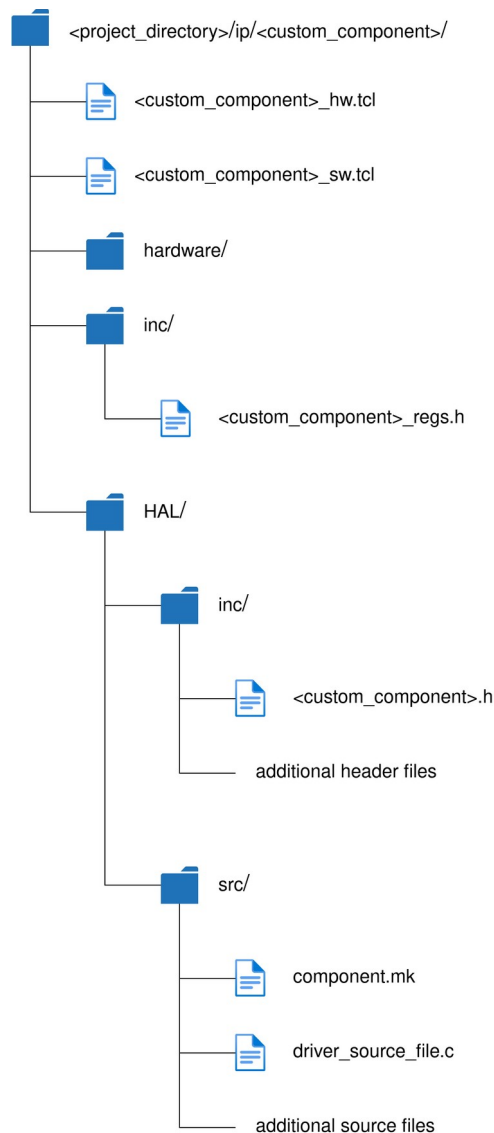 <project_directory>/ip/<custom_component>/
<custom_component>_hw.tcl
<custom_component>_sw.tcl
hardware/
inc/
<custom_component>_regs.h
HAL/
inc/
<custom_component>.h
additional header files
src/
component.mk
driver_source_file.c
additional source files